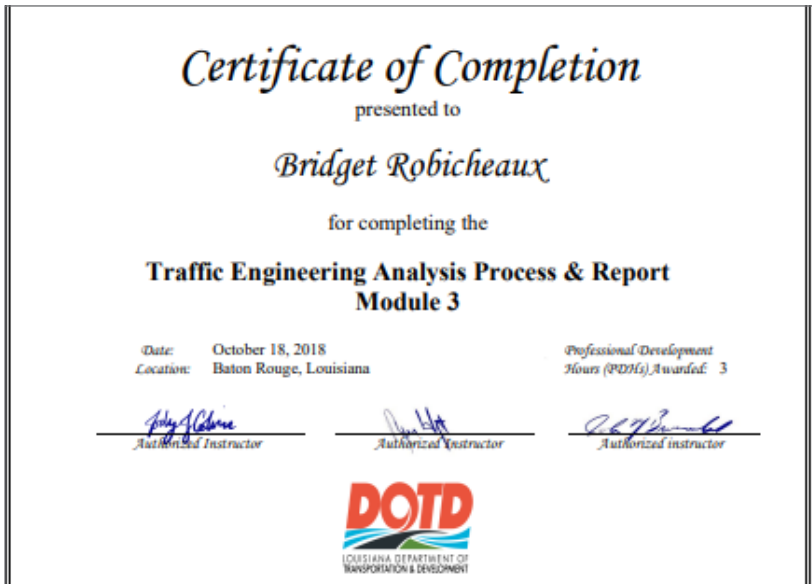 Certificate of Completion
presented to
Bridget Robicheaux
for completing the
Traffic Engineering Analysis Process & Report
Module 3
Date: October 18, 2018
Location: Baton Rouge, Louisiana
Professional Development
Hours (PDHs) Awarded: 3
Authorized Instructor
Authorized Instructor
Authorized instructor
DOTD
LOUISIANA DEPARTMENT OF
TRANSPORTATION & DEVELOPMENT